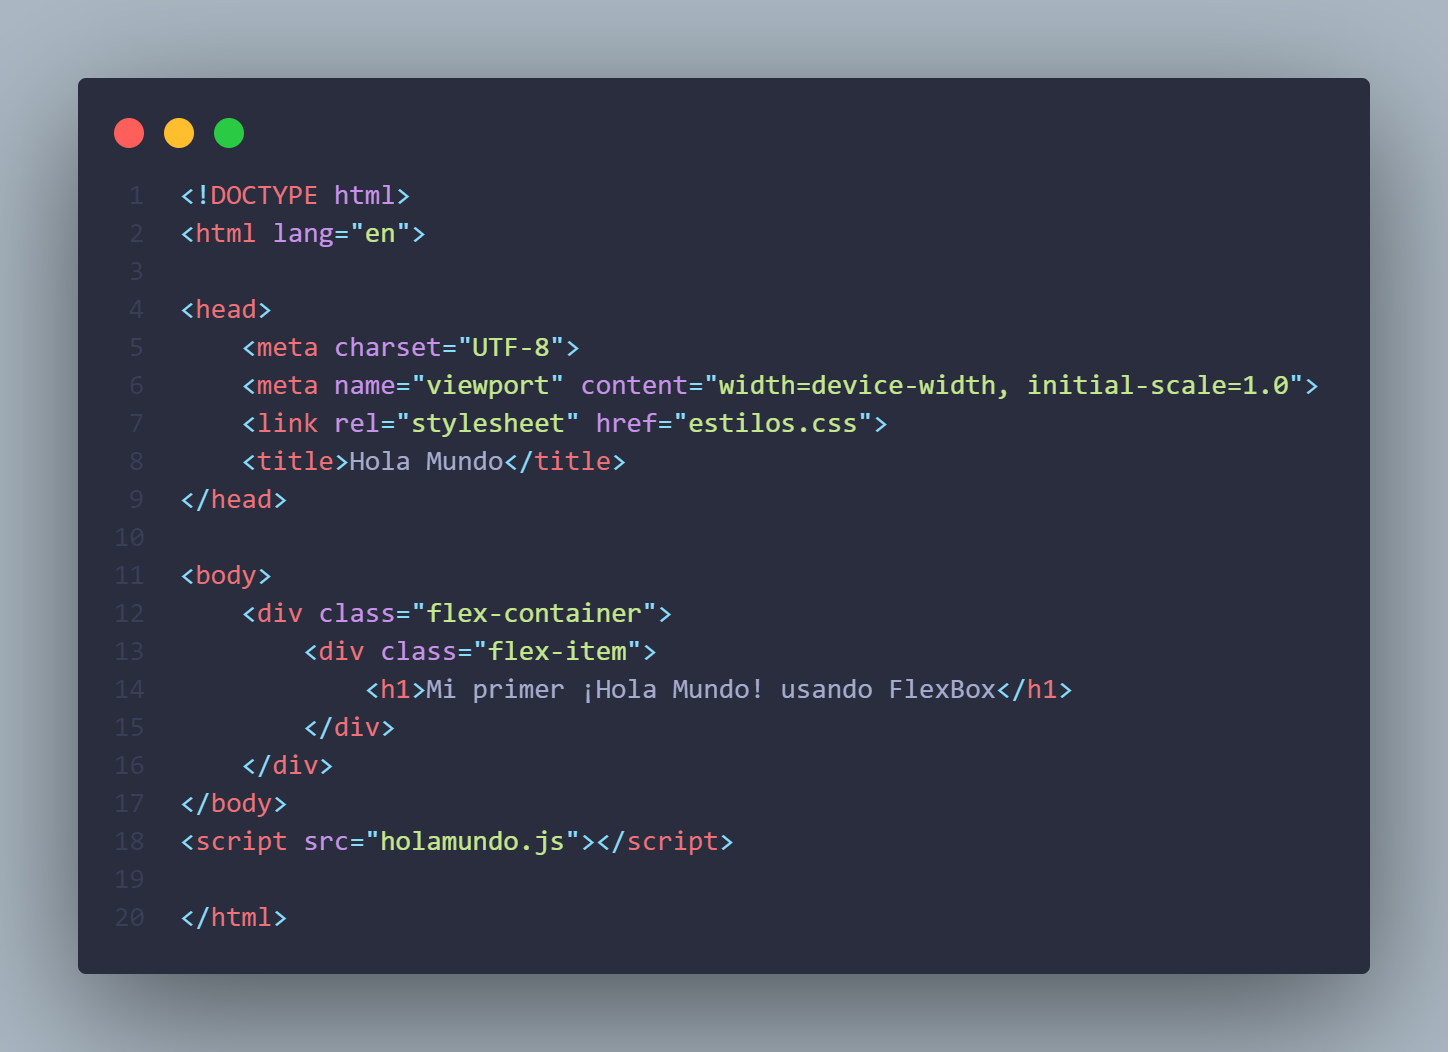 1 <!DOCTYPE html>
2 <html lang="en">
3
4 <head>
5     <meta charset="UTF-8">
6     <meta name="viewport" content="width=device-width, initial-scale=1.0">
7     <link rel="stylesheet" href="estilos.css">
8     <title>Hola Mundo</title>
9 </head>
10
11 <body>
12     <div class="flex-container">
13         <div class="flex-item">
14             <h1>Mi primer ¡Hola Mundo! usando FlexBox</h1>
15         </div>
16     </div>
17 </body>
18 <script src="holamundo.js"></script>
19
20 </html>